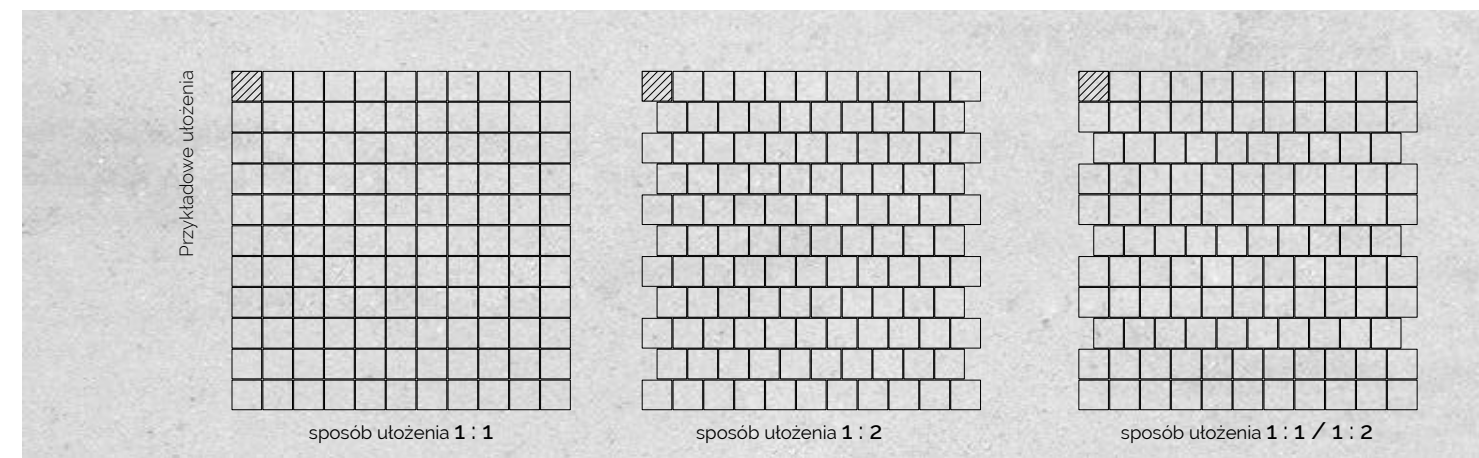 Przykładowe ułożenia
sposób ułożenia 1 : 1
sposób ułożenia 1 : 2
sposób ułożenia 1 : 1 / 1 : 2